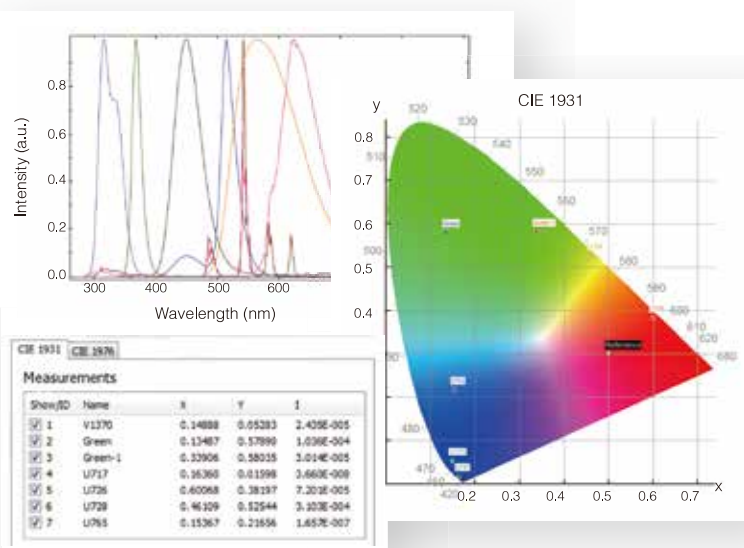 Intensity (a.u.)
0.8
0.6
0.4
0.2
0.0
300 400 500 600
Wavelength (nm)
CIE 1931
y
0.8
0.7
0.6
0.5
0.4
520
530
540
550
560
570
580
600
610
620
680
510
500
480
470
Green
Reference
0.2 0.3 0.4 0.5 0.6 0.7 x
CIE 1931 CIE 1976
Measurements
Show/ID Name X Y I
1 V1370 0.14888 0.05283 2.435E-005
2 Green 0.13487 0.57890 1.038E-004
3 Green-1 0.33906 0.58035 3.014E-005
4 U717 0.16360 0.01598 3.660E-008
5 U726 0.60068 0.38197 7.201E-005
6 U728 0.46109 0.52544 3.103E-004
7 U765 0.15367 0.21656 1.657E-007